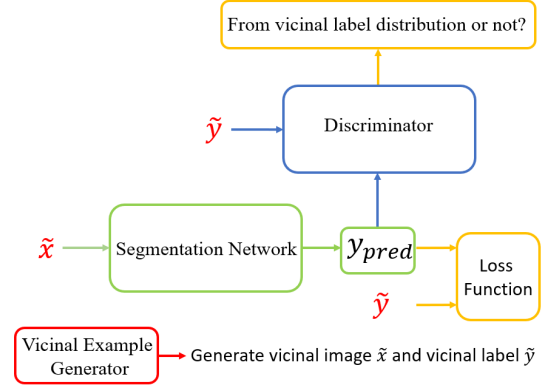 From vicinal label distribution or not?
ỹ
Discriminator
x̃
Segmentation Network
y_pred
Loss
Function
ỹ
Vicinal Example
Generator
Generate vicinal image x̃ and vicinal label ỹ